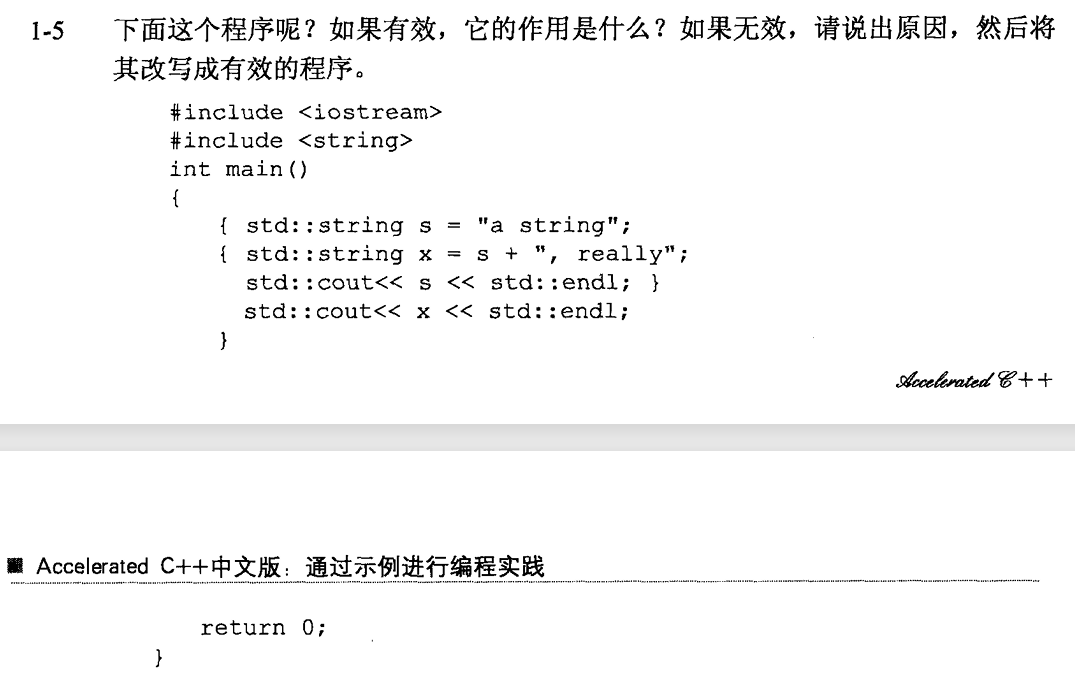 1-5 下面这个程序呢？如果有效，它的作用是什么？如果无效，请说出原因，然后将
其改写成有效的程序。
#include <iostream>
#include <string>
int main()
{
{ std::string s = "a string";
{ std::string x = s + ", really";
std::cout<< s << std::endl; }
std::cout<< x << std::endl;
}
Accelerated C++
■ Accelerated C++中文版：通过示例进行编程实践
return 0;
}